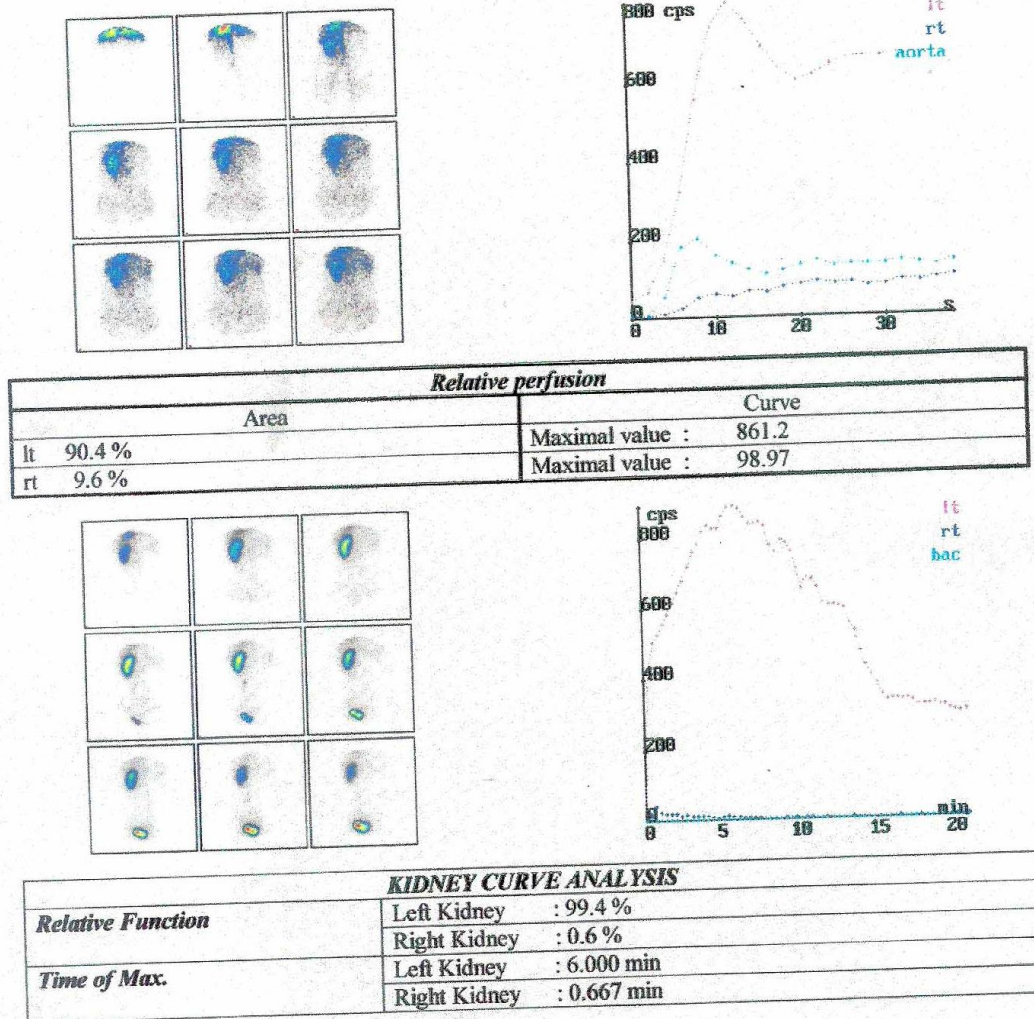 800 cps
lt
rt
aorta
600
400
200
0
0 10 20 30 s
Relative perfusion
Area Curve
lt 90.4 % Maximal value : 861.2
rt 9.6 % Maximal value : 98.97
cps
800
lt
rt
bac
600
400
200
0 5 10 15 20 min
KIDNEY CURVE ANALYSIS
Relative Function Left Kidney : 99.4 %
Right Kidney : 0.6 %
Time of Max. Left Kidney : 6.000 min
Right Kidney : 0.667 min